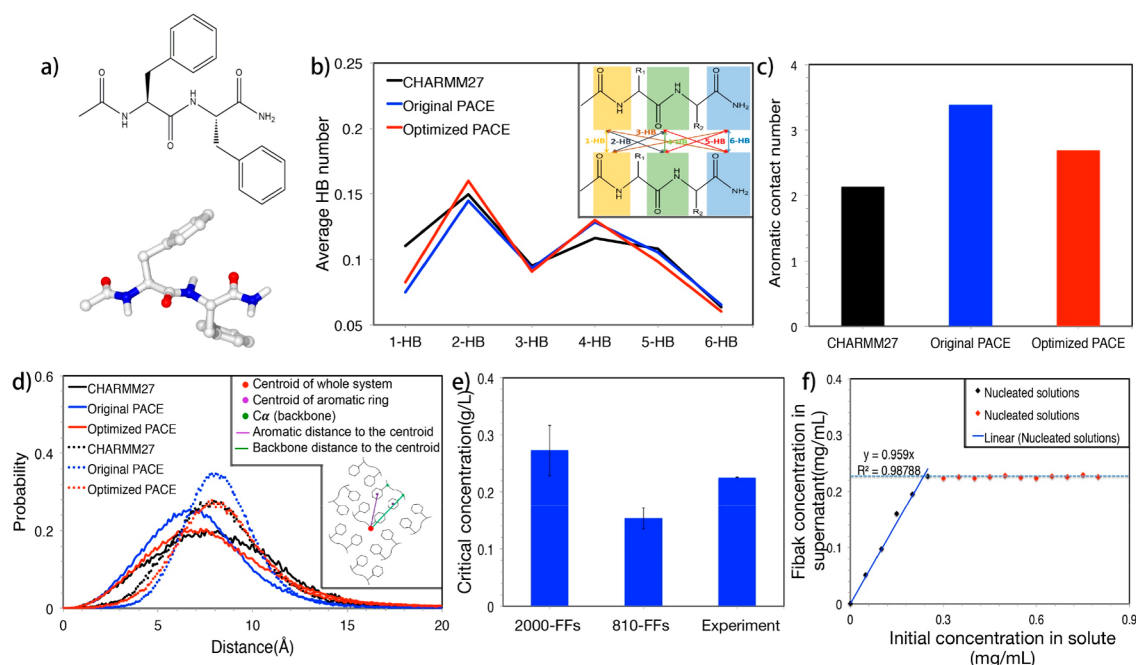 a)
O
H
N
N
H
O
O
NH₂
b)
0.25
0.2
0.15
0.1
0.05
Average HB number
CHARMM27
Original PACE
Optimized PACE
O
R₁
H
N
O
N
H
O
R₂
NH₂
3-HB
1-HB
2-HB
5-HB
6-HB
O
R₁
H
N
O
N
H
O
R₂
NH₂
1-HB 2-HB 3-HB 4-HB 5-HB 6-HB
c)
4
3
2
1
0
Aromatic contact number
CHARMM27 Original PACE Optimized PACE
d)
0.6
0.4
0.2
0
Probability
CHARMM27
Original PACE
Optimized PACE
CHARMM27
Original PACE
Optimized PACE
Centroid of whole system
Centroid of aromatic ring
Cα (backbone)
Aromatic distance to the centroid
Backbone distance to the centroid
0 5 10 15 20
Distance(Å)
e)
0.4
0.3
0.2
0.1
0
Critical concentration(g/L)
2000-FFs 810-FFs Experiment
f)
0.4
0.3
0.2
0.1
0
Fibak concentration in
supernatant(mg/mL)
Nucleated solutions
Nucleated solutions
Linear (Nucleated solutions)
y = 0.959x
R² = 0.98788
0 0.3 0.6 0.9
Initial concentration in solute
(mg/mL)